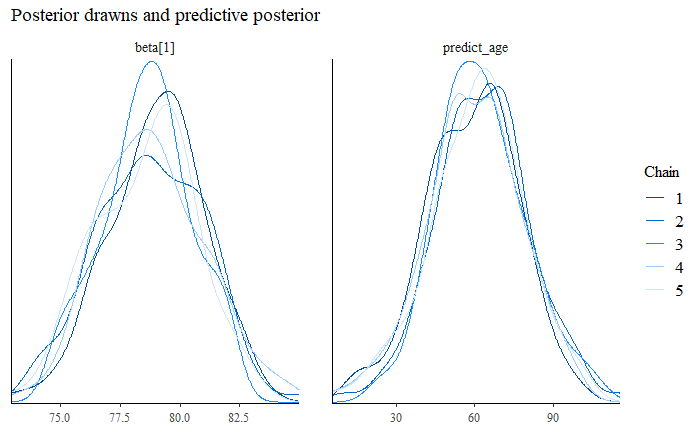 Posterior drawns and predictive posterior
beta[1]
predict_age
Chain
1
2
3
4
5
75.0 77.5 80.0 82.5
30 60 90